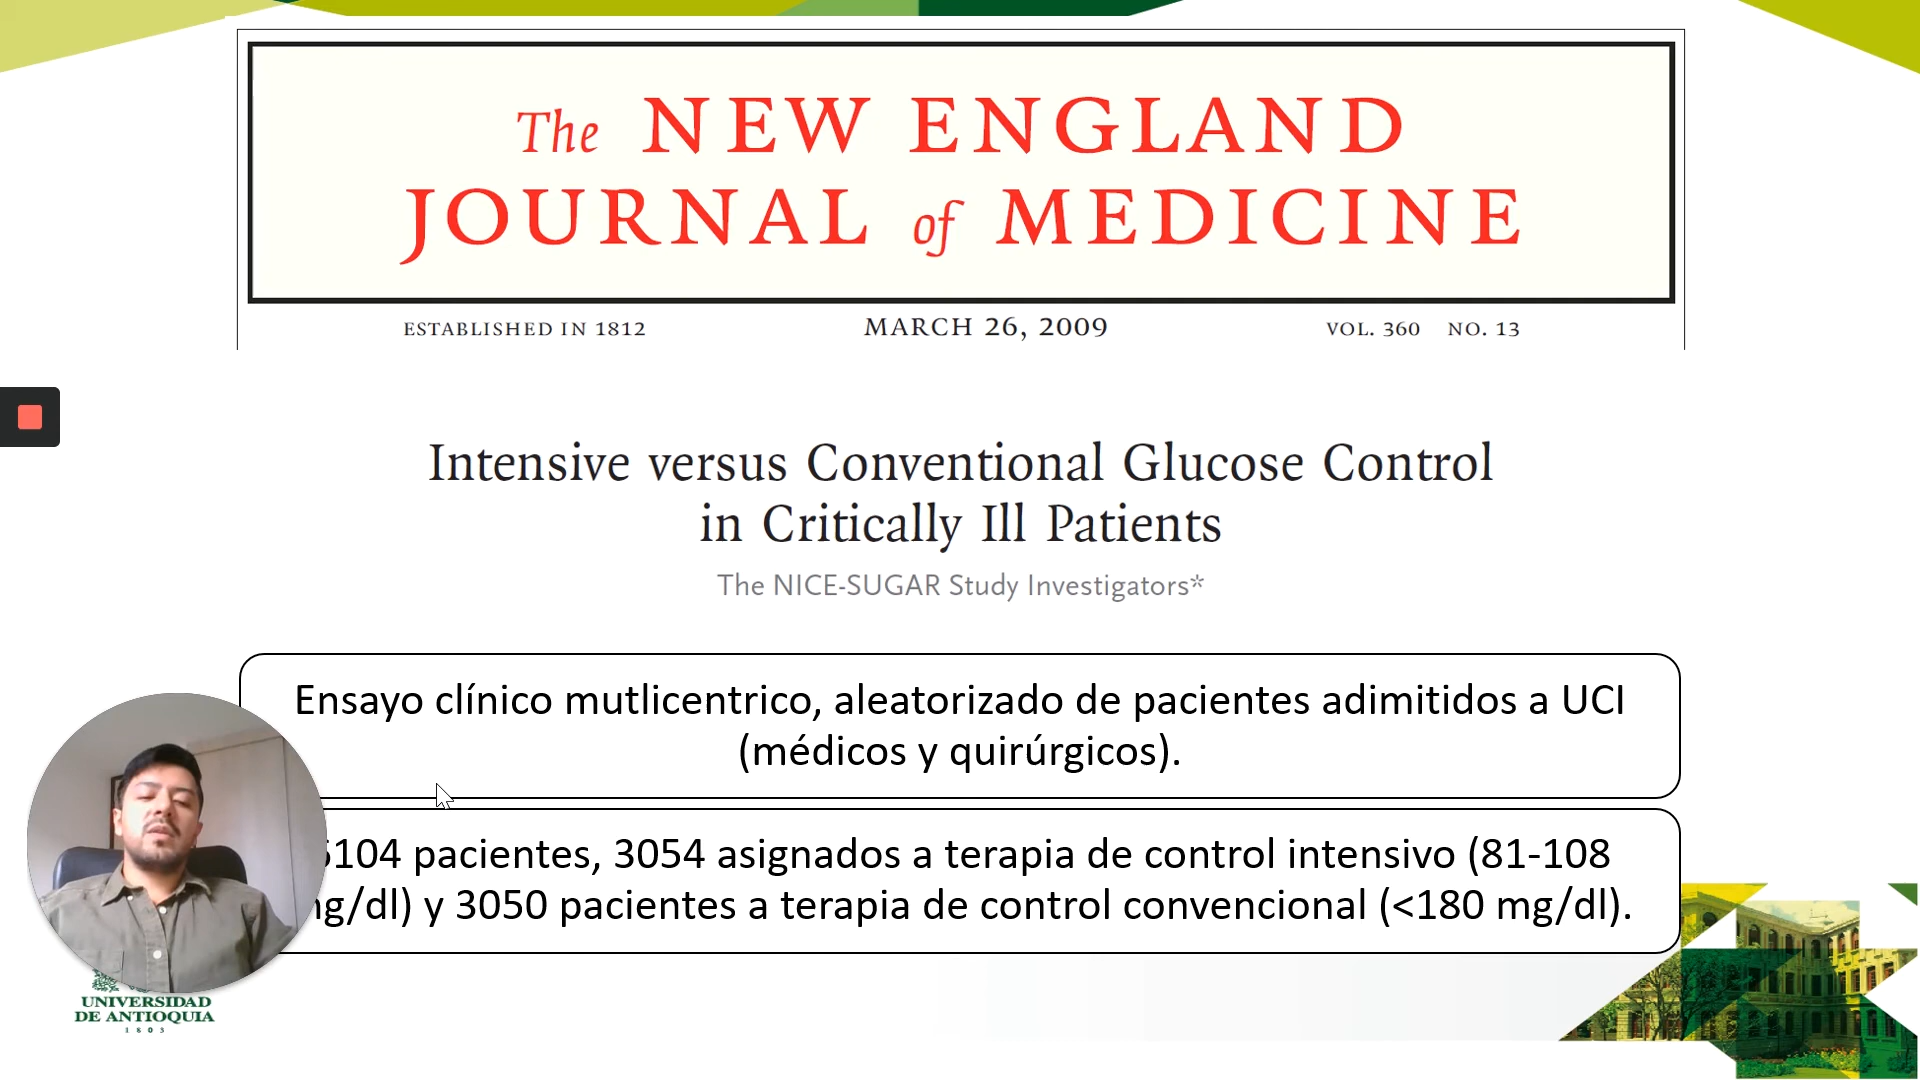 The NEW ENGLAND
JOURNAL of MEDICINE
ESTABLISHED IN 1812 MARCH 26, 2009 VOL. 360 NO. 13
Intensive versus Conventional Glucose Control
in Critically Ill Patients
The NICE-SUGAR Study Investigators*
Ensayo clínico mutlicentrico, aleatorizado de pacientes adimitidos a UCI
(médicos y quirúrgicos).
6104 pacientes, 3054 asignados a terapia de control intensivo (81-108
mg/dl) y 3050 pacientes a terapia de control convencional (<180 mg/dl).
UNIVERSIDAD
DE ANTIOQUIA
1803